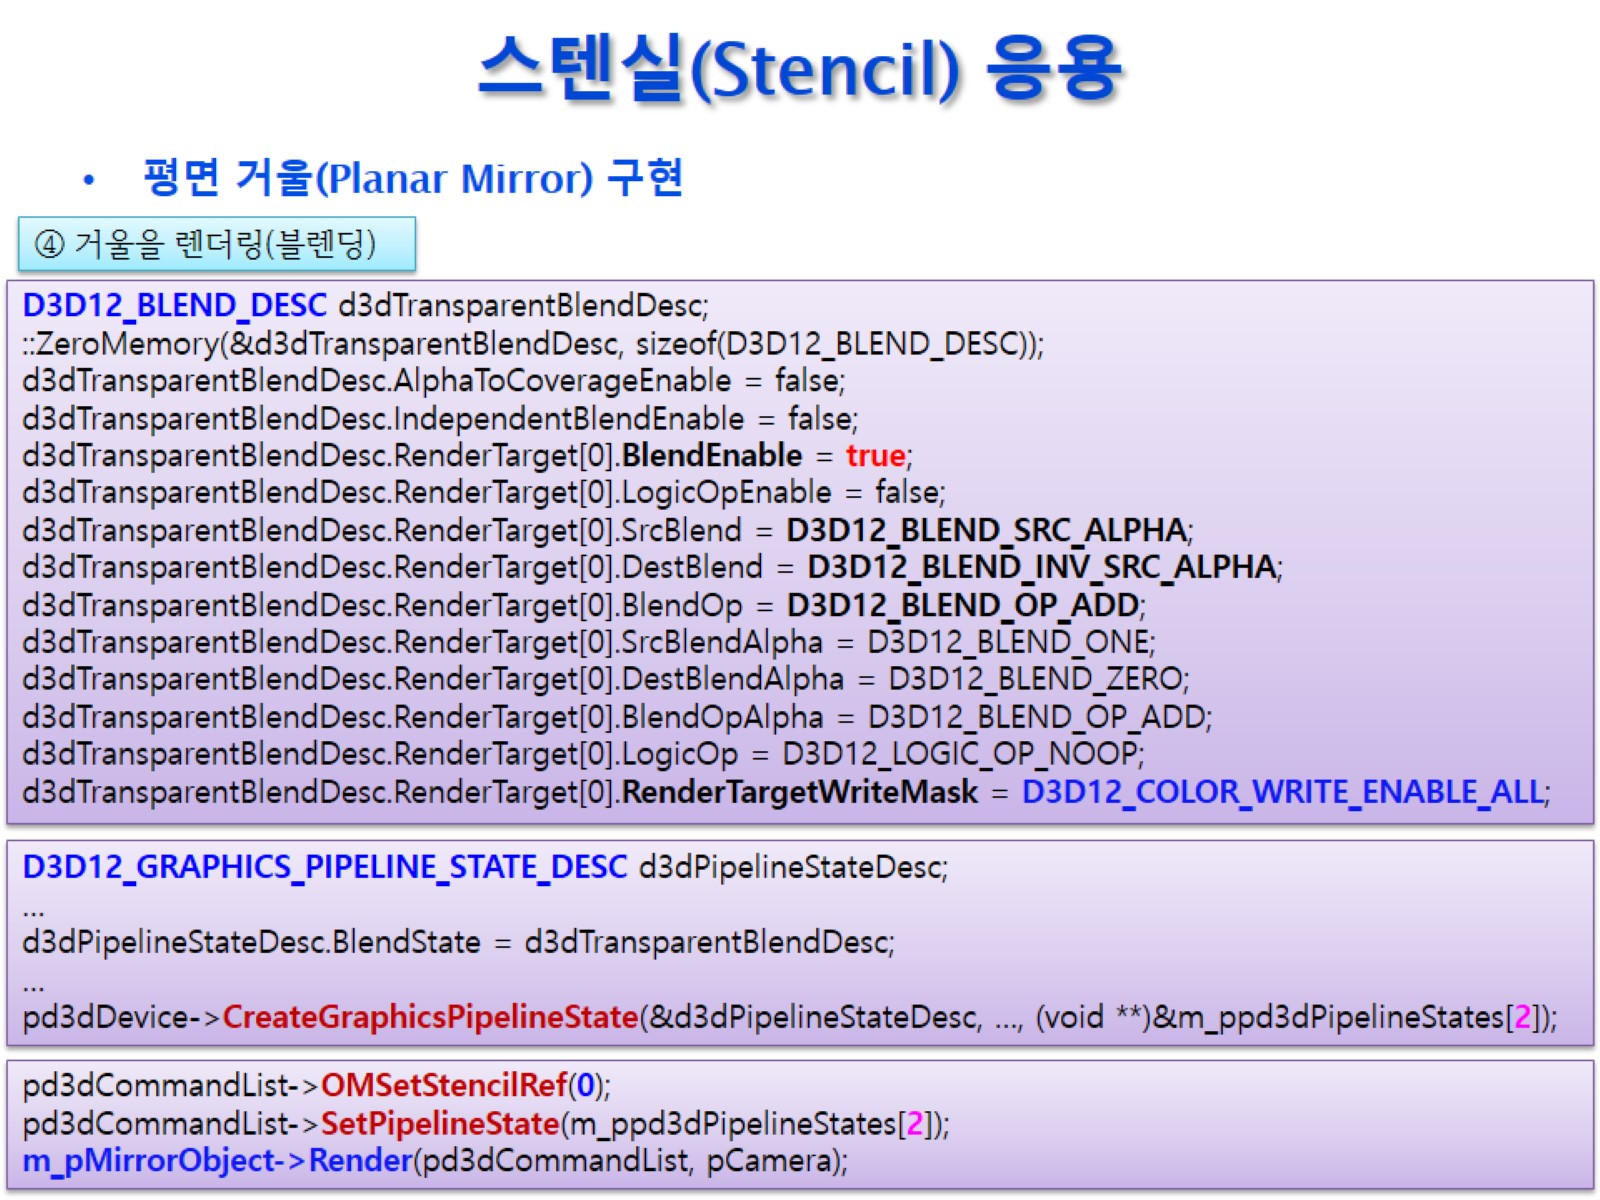 스텐실(Stencil) 응용
• 평면 거울(Planar Mirror) 구현
④ 거울을 렌더링(블렌딩)
D3D12_BLEND_DESC d3dTransparentBlendDesc;
::ZeroMemory(&d3dTransparentBlendDesc, sizeof(D3D12_BLEND_DESC));
d3dTransparentBlendDesc.AlphaToCoverageEnable = false;
d3dTransparentBlendDesc.IndependentBlendEnable = false;
d3dTransparentBlendDesc.RenderTarget[0].BlendEnable = true;
d3dTransparentBlendDesc.RenderTarget[0].LogicOpEnable = false;
d3dTransparentBlendDesc.RenderTarget[0].SrcBlend = D3D12_BLEND_SRC_ALPHA;
d3dTransparentBlendDesc.RenderTarget[0].DestBlend = D3D12_BLEND_INV_SRC_ALPHA;
d3dTransparentBlendDesc.RenderTarget[0].BlendOp = D3D12_BLEND_OP_ADD;
d3dTransparentBlendDesc.RenderTarget[0].SrcBlendAlpha = D3D12_BLEND_ONE;
d3dTransparentBlendDesc.RenderTarget[0].DestBlendAlpha = D3D12_BLEND_ZERO;
d3dTransparentBlendDesc.RenderTarget[0].BlendOpAlpha = D3D12_BLEND_OP_ADD;
d3dTransparentBlendDesc.RenderTarget[0].LogicOp = D3D12_LOGIC_OP_NOOP;
d3dTransparentBlendDesc.RenderTarget[0].RenderTargetWriteMask = D3D12_COLOR_WRITE_ENABLE_ALL;
D3D12_GRAPHICS_PIPELINE_STATE_DESC d3dPipelineStateDesc;
...
d3dPipelineStateDesc.BlendState = d3dTransparentBlendDesc;
...
pd3dDevice->CreateGraphicsPipelineState(&d3dPipelineStateDesc, ..., (void **)&m_ppd3dPipelineStates[2]);
pd3dCommandList->OMSetStencilRef(0);
pd3dCommandList->SetPipelineState(m_ppd3dPipelineStates[2]);
m_pMirrorObject->Render(pd3dCommandList, pCamera);